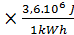 × 3,6.10⁶ J
1kWh